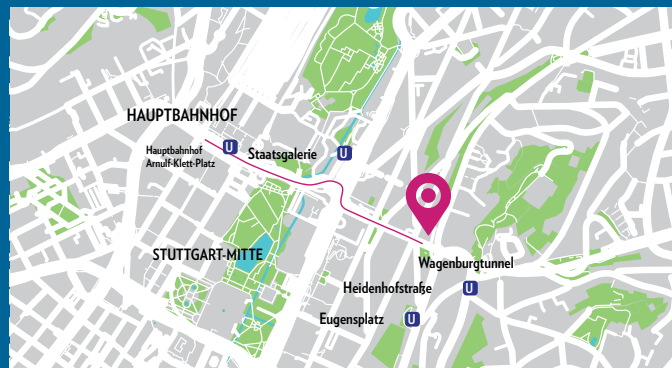 HAUPTBAHNHOF
Hauptbahnhof
Arnulf-Klett-Platz
U
Staatsgalerie
U
STUTTGART-MITTE
Wagenburgtunnel
Heidenhofstraße
U
Eugensplatz
U